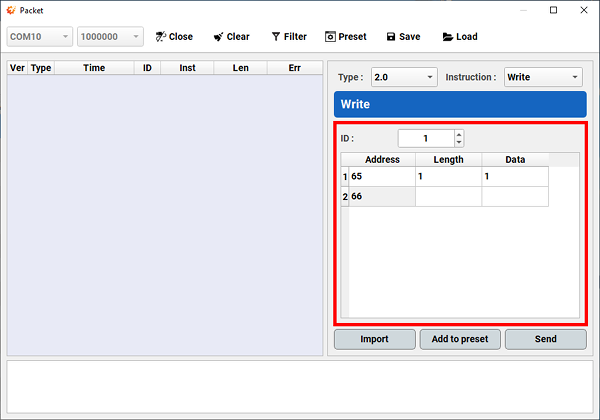 Packet
COM10 1000000 Close Clear Filter Preset Save Load
Ver Type Time ID Inst Len Err
Type : 2.0 Instruction : Write
Write
ID : 1
Address Length Data
1 65 1 1
2 66
Import Add to preset Send